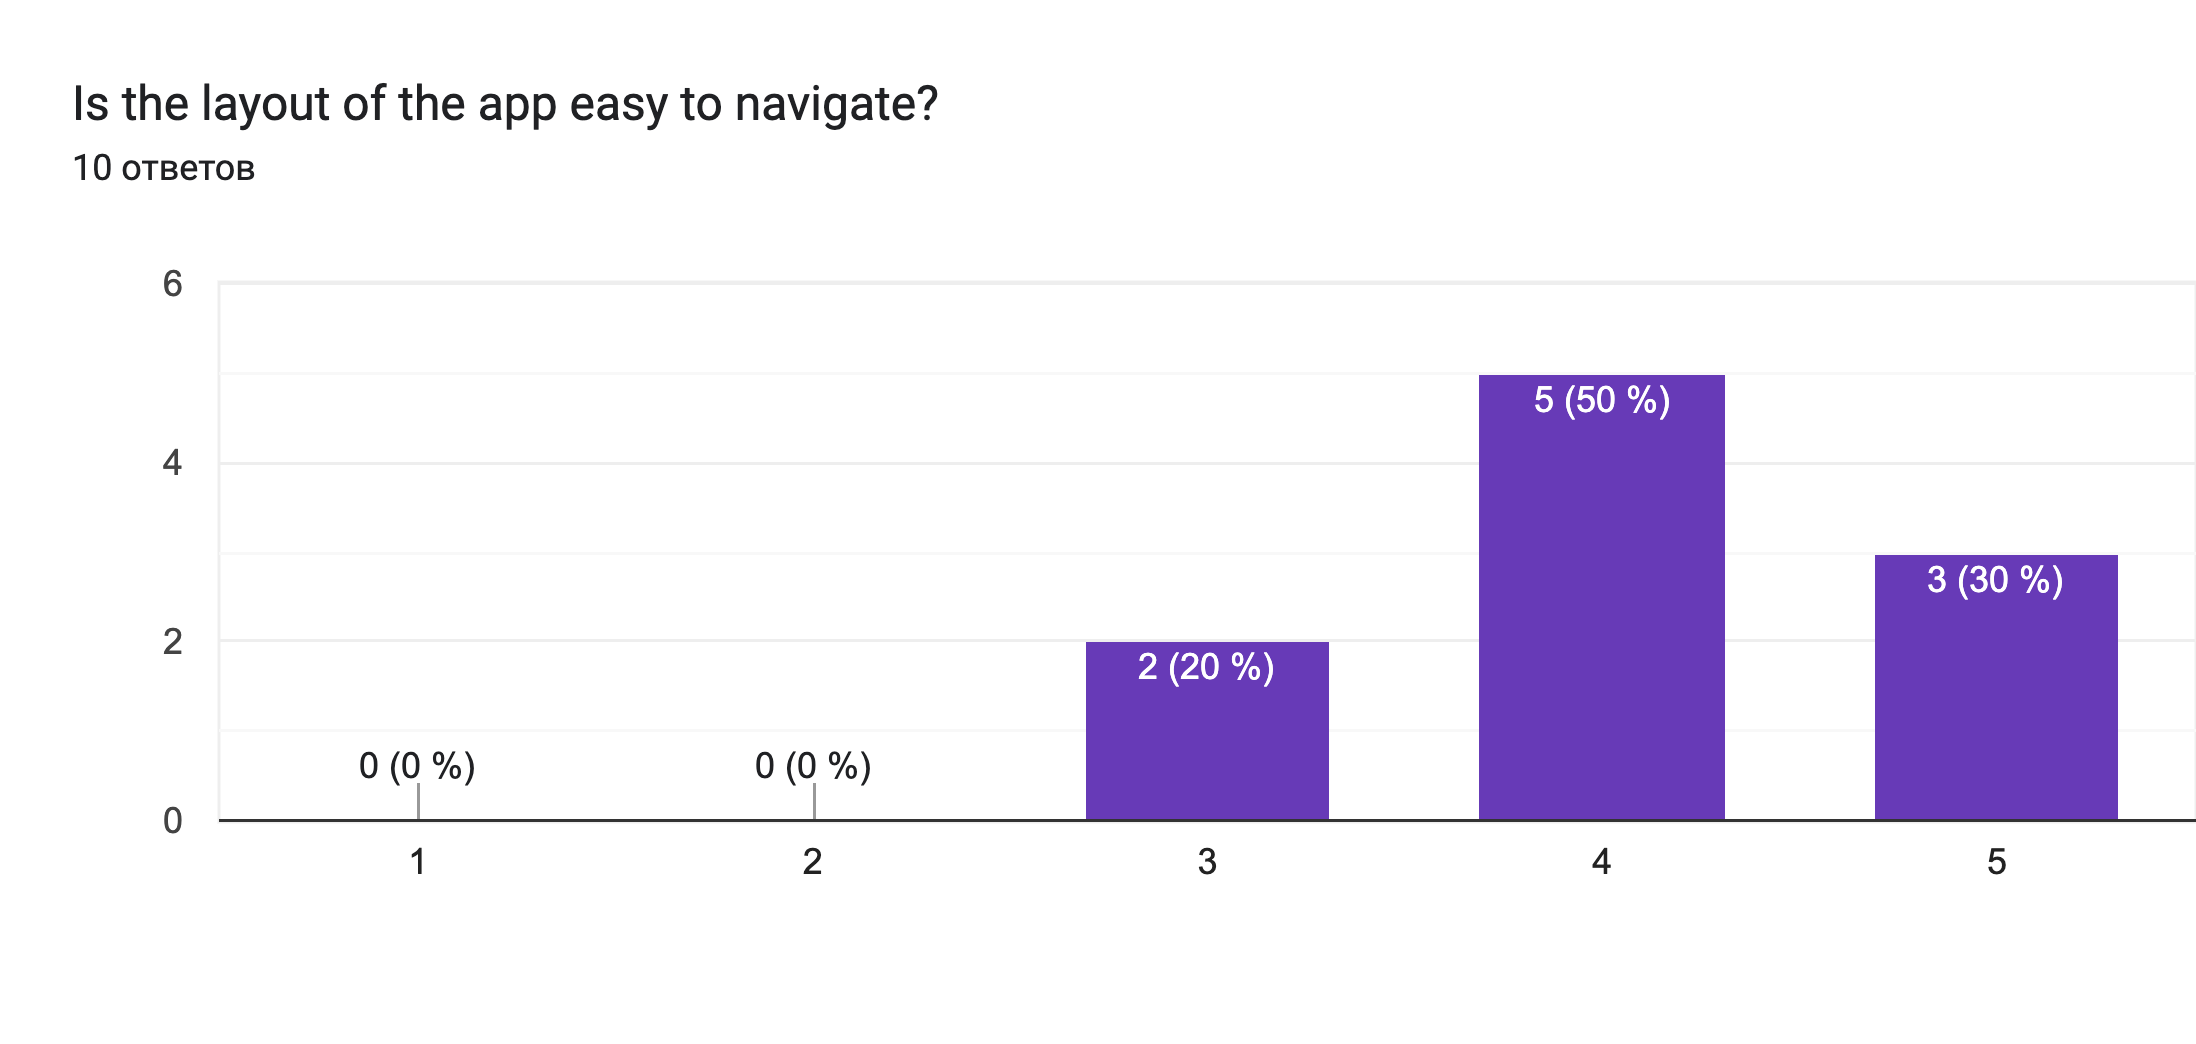 Is the layout of the app easy to navigate?
10 ответов
6
4
2
0
0 (0 %)
0 (0 %)
2 (20 %)
5 (50 %)
3 (30 %)
1
2
3
4
5